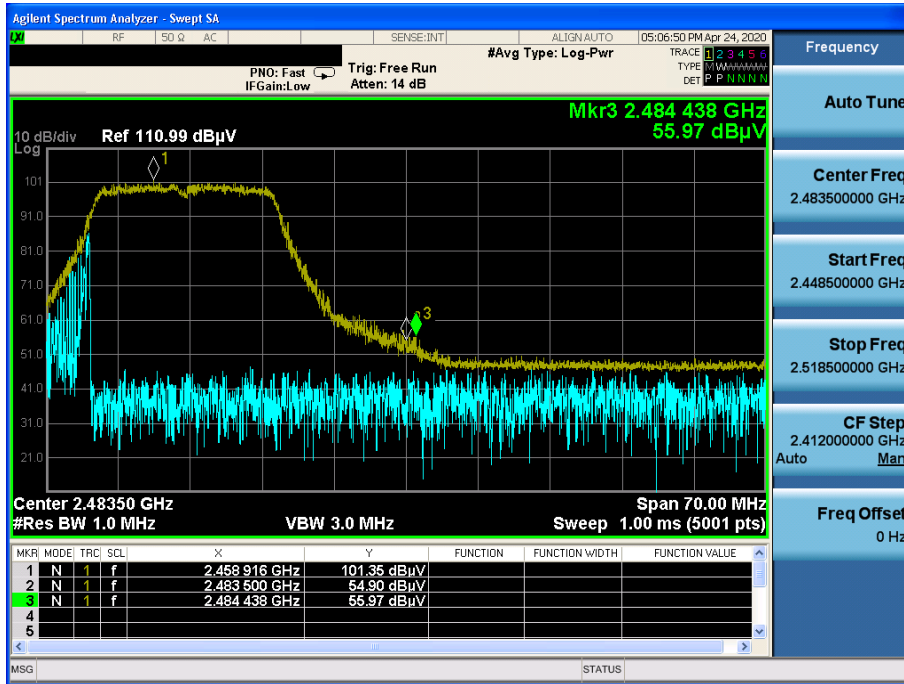 Agilent Spectrum Analyzer - Swept SA
LXI RF 50 Ω AC SENSE:INT ALIGN AUTO 05:06:50 PM Apr 24, 2020
#Avg Type: Log-Pwr
TRACE 1 2 3 4 5 6
TYPE M W W W W W
DET P P N N N N
PNO: Fast
IFGain:Low
Trig: Free Run
Atten: 14 dB
Mkr3 2.484 438 GHz
55.97 dBµV
10 dB/div
Log
Ref 110.99 dBµV
1
3
101
91.0
81.0
71.0
61.0
51.0
41.0
31.0
21.0
Center 2.48350 GHz
Span 70.00 MHz
#Res BW 1.0 MHz
VBW 3.0 MHz
Sweep 1.00 ms (5001 pts)
MKR MODE TRC SCL X Y FUNCTION FUNCTION WIDTH FUNCTION VALUE
1 N 1 f 2.458 916 GHz 101.35 dBµV
2 N 1 f 2.483 500 GHz 54.90 dBµV
3 N 1 f 2.484 438 GHz 55.97 dBµV
4
5
MSG
STATUS
Frequency
Auto Tune
Center Freq
2.483500000 GHz
Start Freq
2.448500000 GHz
Stop Freq
2.518500000 GHz
CF Step
2.412000000 GHz
Auto Man
Freq Offset
0 Hz